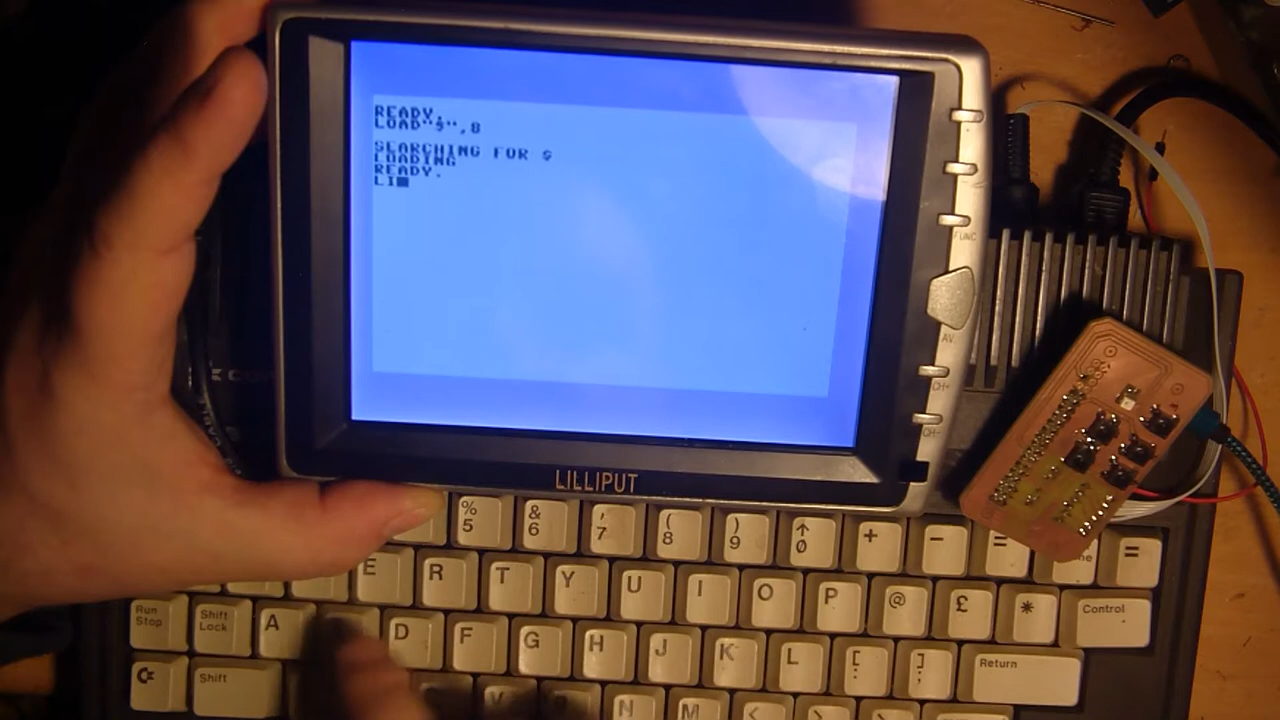 READY.
LOAD"$",8
SEARCHING FOR $
LOADING
READY.
LI
FUNC
AV
CH+
CH-
LILLIPUT
% 5 & 6 ' 7 ( 8 ) 9 ↑ 0 + - = =
E R T Y U I O P @ £ * Control
Run Stop Shift Lock A D F G H J K L [ : ] ; Return
C= Shift V N M < >